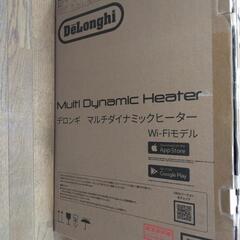 DeLonghi
Multi Dynamic Heater
デロンギ マルチダイナミックヒーター
Wi-Fiモデル
App Store
Google Play